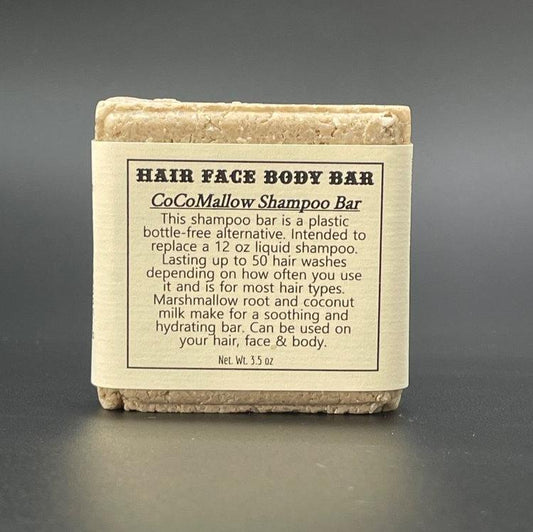 HAIR FACE BODY BAR
CoCoMallow Shampoo Bar
This shampoo bar is a plastic
bottle-free alternative. Intended to
replace a 12 oz liquid shampoo.
Lasting up to 50 hair washes
depending on how often you use
it and is for most hair types.
Marshmallow root and coconut
milk make for a soothing and
hydrating bar. Can be used on
your hair, face & body.
Net. Wt. 3.5 oz